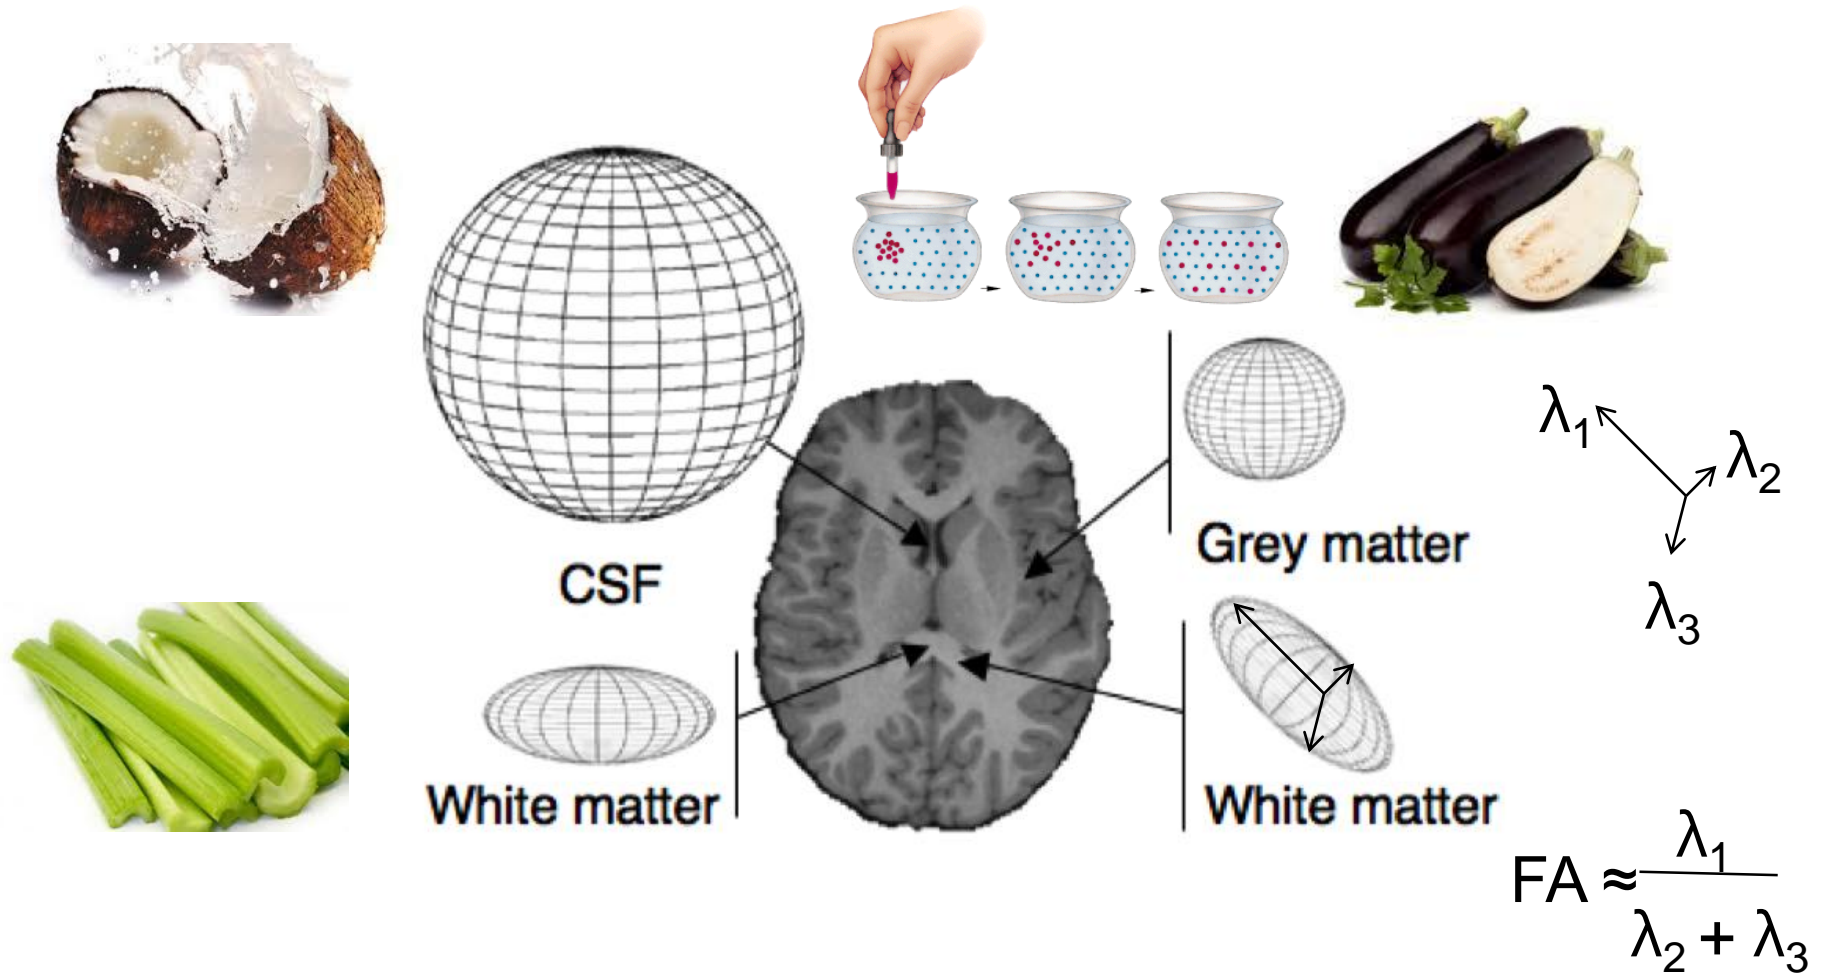 CSF
Grey matter
λ1
λ2
λ3
White matter
White matter
FA ≈ λ1
λ2 + λ3